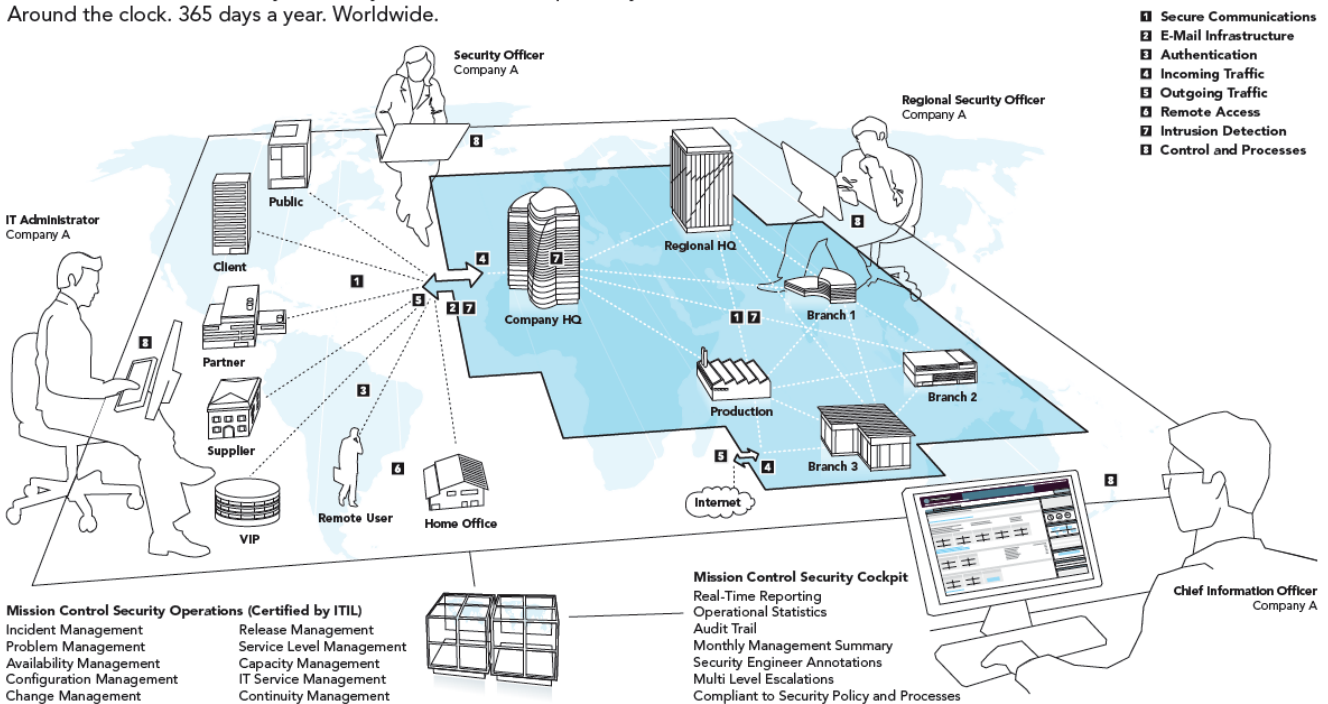 Around the clock. 365 days a year. Worldwide.
1 Secure Communications
2 E-Mail Infrastructure
3 Authentication
4 Incoming Traffic
5 Outgoing Traffic
6 Remote Access
7 Intrusion Detection
8 Control and Processes
Security Officer
Company A
8
Regional Security Officer
Company A
8
IT Administrator
Company A
8
Public
Client
Partner
Supplier
VIP
Remote User
Home Office
1
3
6
4
5
2 7
7
Company HQ
Regional HQ
1 7
Branch 1
Branch 2
Production
Branch 3
5
4
Internet
8
Chief Information Officer
Company A
Mission Control Security Operations (Certified by ITIL)
Incident Management
Problem Management
Availability Management
Configuration Management
Change Management
Release Management
Service Level Management
Capacity Management
IT Service Management
Continuity Management
Mission Control Security Cockpit
Real-Time Reporting
Operational Statistics
Audit Trail
Monthly Management Summary
Security Engineer Annotations
Multi Level Escalations
Compliant to Security Policy and Processes